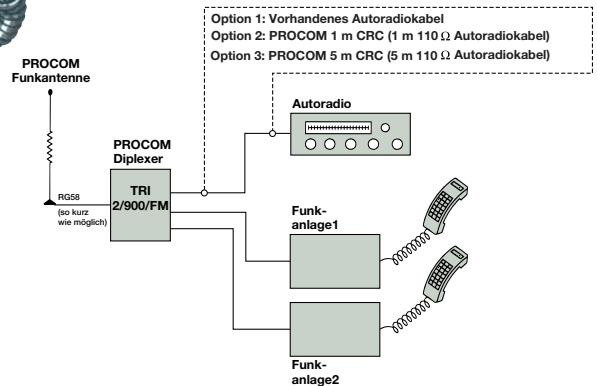 Option 1: Vorhandenes Autoradiokabel
Option 2: PROCOM 1 m CRC (1 m 110 Ω Autoradiokabel)
Option 3: PROCOM 5 m CRC (5 m 110 Ω Autoradiokabel)
PROCOM
Funkantenne
Autoradio
PROCOM
Diplexer
TRI
2/900/FM
RG58
(so kurz
wie möglich)
Funk-
anlage1
Funk-
anlage2